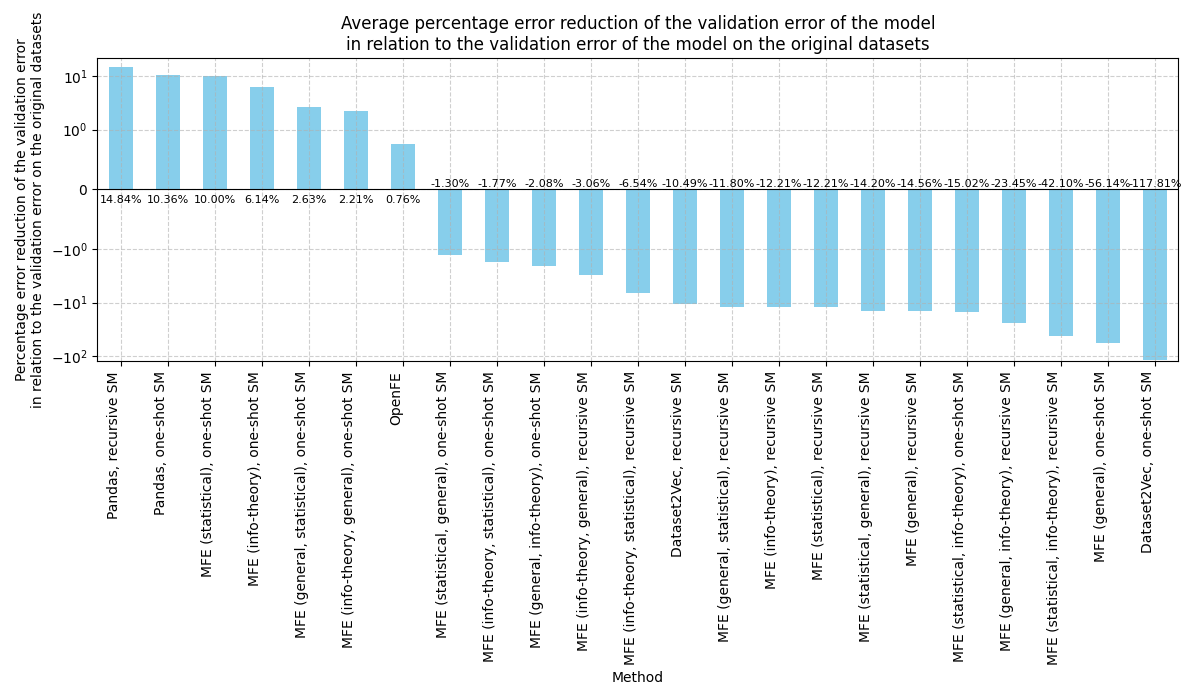 Average percentage error reduction of the validation error of the model
in relation to the validation error of the model on the original datasets
Percentage error reduction of the validation error
in relation to the validation error on the original datasets
10¹
10⁰
0
−10⁰
−10¹
−10²
14.84%
10.36%
10.00%
6.14%
2.63%
2.21%
0.76%
-1.30%
-1.77%
-2.08%
-3.06%
-6.54%
-10.49%
-11.80%
-12.21%
-12.21%
-14.20%
-14.56%
-15.02%
-23.45%
-42.10%
-56.14%
-117.81%
Pandas, recursive SM
Pandas, one-shot SM
MFE (statistical), one-shot SM
MFE (info-theory), one-shot SM
MFE (general, statistical), one-shot SM
MFE (info-theory, general), one-shot SM
OpenFE
MFE (statistical, general), one-shot SM
MFE (info-theory, statistical), one-shot SM
MFE (general, info-theory), one-shot SM
MFE (info-theory, general), recursive SM
MFE (info-theory, statistical), recursive SM
Dataset2Vec, recursive SM
MFE (general, statistical), recursive SM
MFE (info-theory), recursive SM
MFE (statistical), recursive SM
MFE (statistical, general), recursive SM
MFE (general), recursive SM
MFE (statistical, info-theory), one-shot SM
MFE (general, info-theory), recursive SM
MFE (statistical, info-theory), recursive SM
MFE (general), one-shot SM
Dataset2Vec, one-shot SM
Method